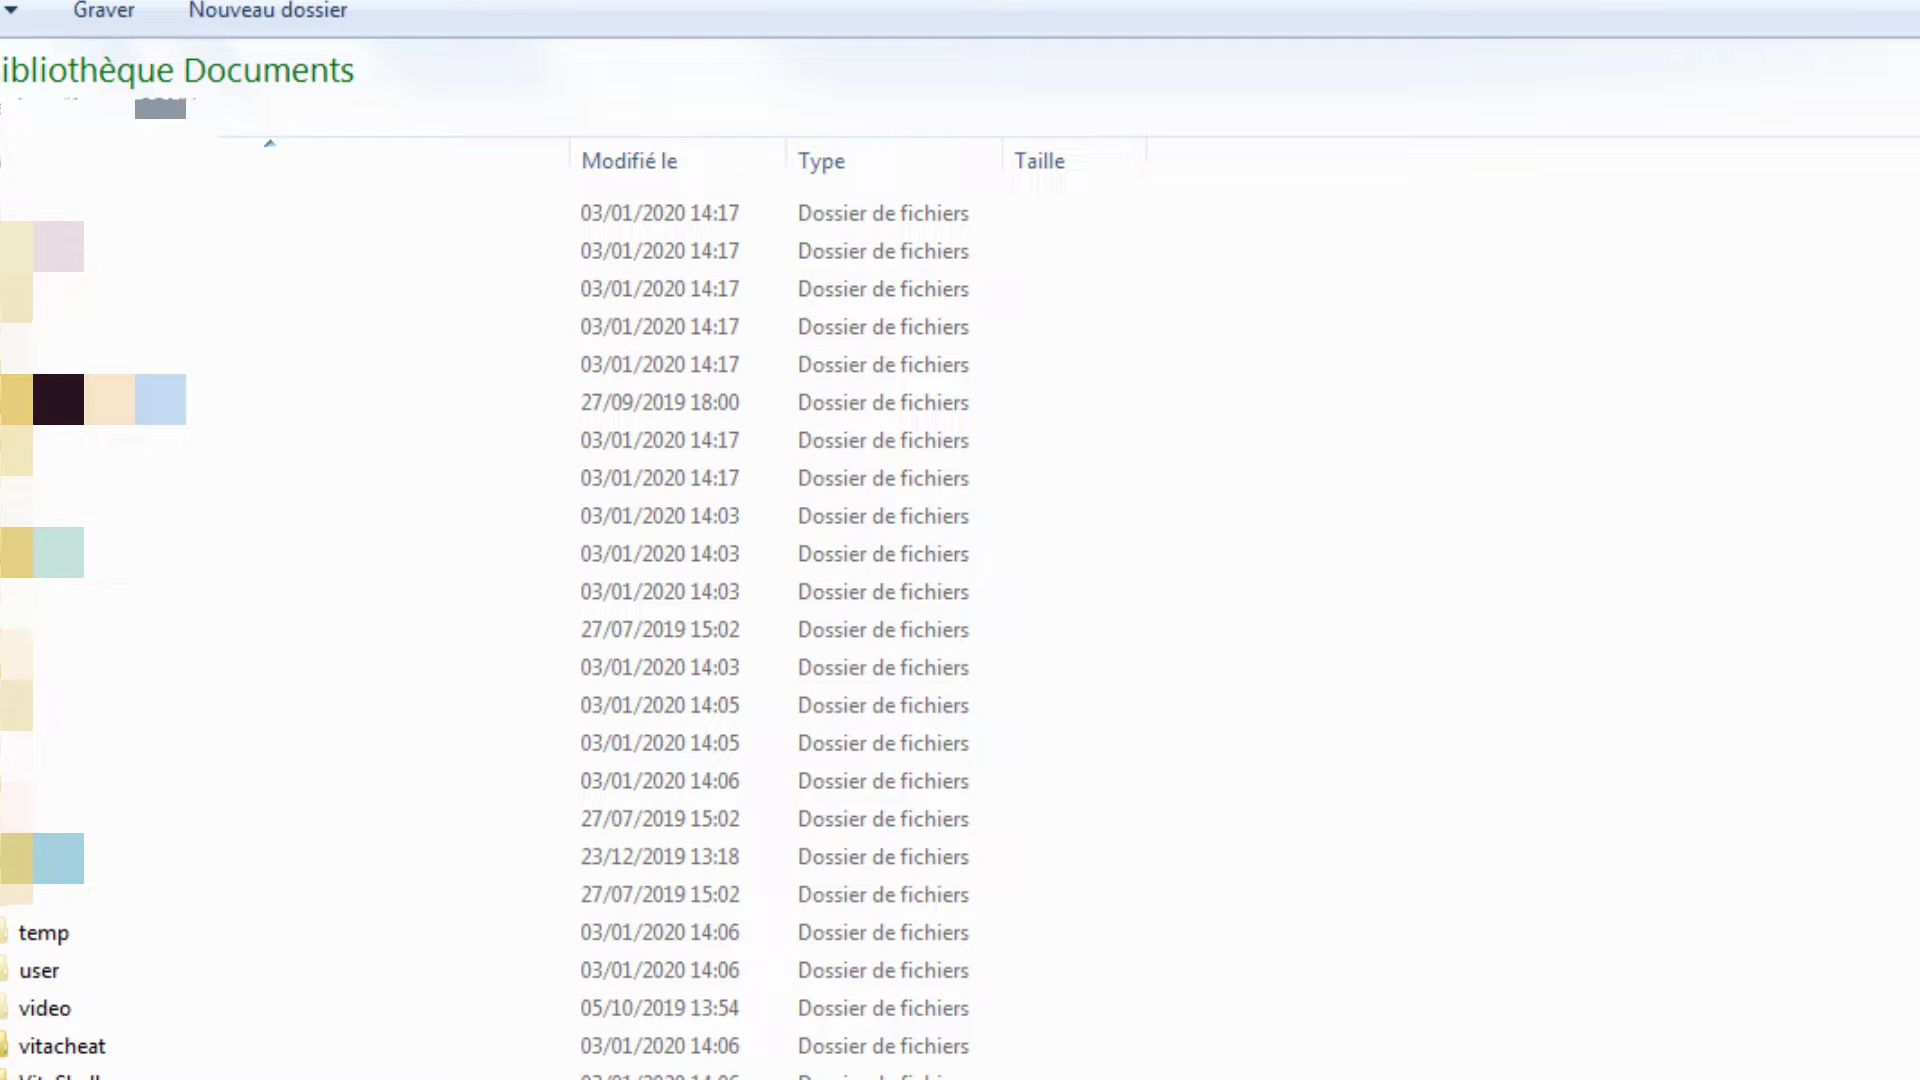 Graver Nouveau dossier
ibliothèque Documents
Modifié le Type Taille
03/01/2020 14:17 Dossier de fichiers
03/01/2020 14:17 Dossier de fichiers
03/01/2020 14:17 Dossier de fichiers
03/01/2020 14:17 Dossier de fichiers
03/01/2020 14:17 Dossier de fichiers
27/09/2019 18:00 Dossier de fichiers
03/01/2020 14:17 Dossier de fichiers
03/01/2020 14:17 Dossier de fichiers
03/01/2020 14:03 Dossier de fichiers
03/01/2020 14:03 Dossier de fichiers
03/01/2020 14:03 Dossier de fichiers
27/07/2019 15:02 Dossier de fichiers
03/01/2020 14:03 Dossier de fichiers
03/01/2020 14:05 Dossier de fichiers
03/01/2020 14:05 Dossier de fichiers
03/01/2020 14:06 Dossier de fichiers
27/07/2019 15:02 Dossier de fichiers
23/12/2019 13:18 Dossier de fichiers
27/07/2019 15:02 Dossier de fichiers
temp 03/01/2020 14:06 Dossier de fichiers
user 03/01/2020 14:06 Dossier de fichiers
video 05/10/2019 13:54 Dossier de fichiers
vitacheat 03/01/2020 14:06 Dossier de fichiers